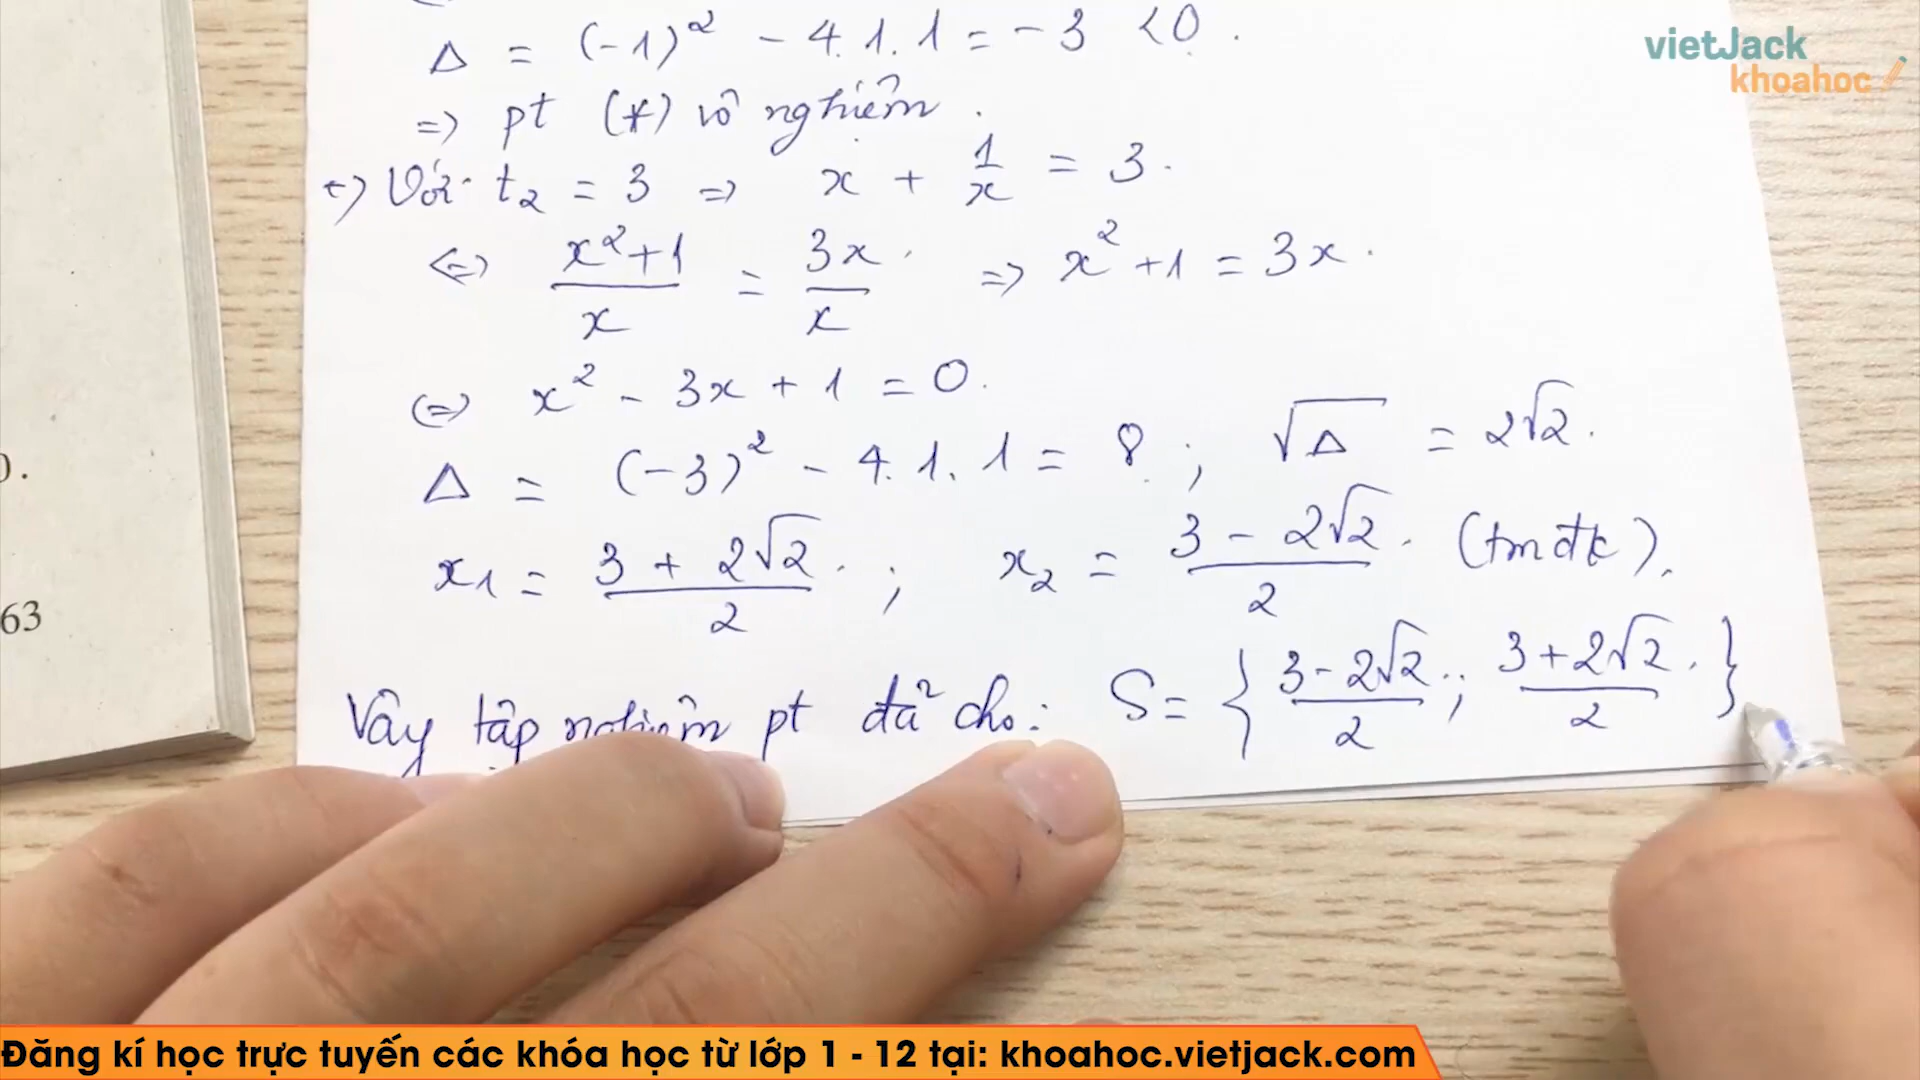 vietJack
khoahoc
Δ = (-1)² - 4.1.1 = -3 < 0.
=> pt (*) vô nghiệm.
+) Với t₂ = 3 => x + 1/x = 3.
<=> (x²+1)/x = 3x/x => x² + 1 = 3x.
<=> x² - 3x + 1 = 0.
Δ = (-3)² - 4.1.1 = 8; √Δ = 2√2.
x₁ = (3 + 2√2)/2; x₂ = (3 - 2√2)/2. (tmđk).
Vậy tập nghiệm pt đã cho: S = { (3 - 2√2)/2; (3 + 2√2)/2. }
63
Đăng kí học trực tuyến các khóa học từ lớp 1 - 12 tại: khoahoc.vietjack.com